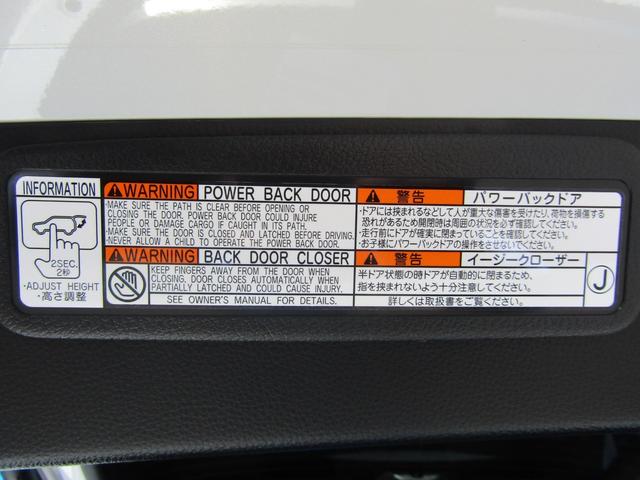 INFORMATION
2SEC.
2秒
・ADJUST HEIGHT
・高さ調整
WARNING POWER BACK DOOR
・MAKE SURE THE PATH IS CLEAR BEFORE OPENING OR
CLOSING THE DOOR. POWER BACK DOOR COULD INJURE
PEOPLE OR DAMAGE CARGO IF CAUGHT IN ITS PATH.
・MAKE SURE THE DOOR IS CLOSED AND LATCHED BEFORE DRIVING.
・NEVER ALLOW A CHILD TO OPERATE THE POWER BACK DOOR.
WARNING BACK DOOR CLOSER
KEEP FINGERS AWAY FROM THE DOOR WHEN
CLOSING. DOOR CLOSES AUTOMATICALLY WHEN
PARTIALLY LATCHED AND COULD CAUSE INJURY.
SEE OWNER'S MANUAL FOR DETAILS.
警告 パワーバックドア
・ドアには挟まれるなどして人が重大な傷害を受けたり、荷物を損傷する
恐れがあるため開閉時は周囲の状況を確認してください。
・走行前にドアが確実に閉まっていることを確認してください。
・お子様にパワーバックドアの操作をさせないでください。
警告 イージークローザー
半ドア状態の時ドアが自動的に閉まるため、
指を挟まれないよう十分注意してください。
詳しくは取扱書をご覧ください。
J